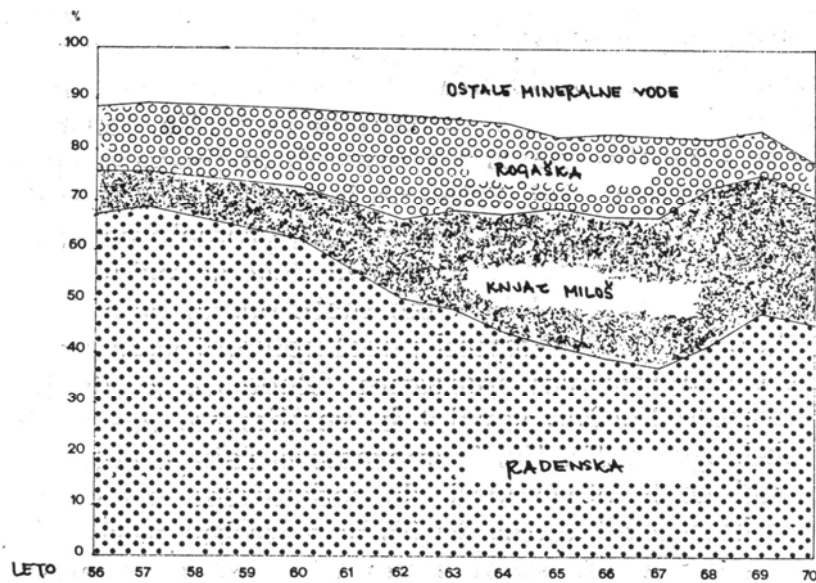 %
100
90
80
70
60
50
40
30
20
10
0
OSTALE MINERALNE VODE
ROGAŠKA
KNJAZ MILOŠ
RADENSKA
LETO 56 57 58 59 60 61 62 63 64 65 66 67 68 69 70